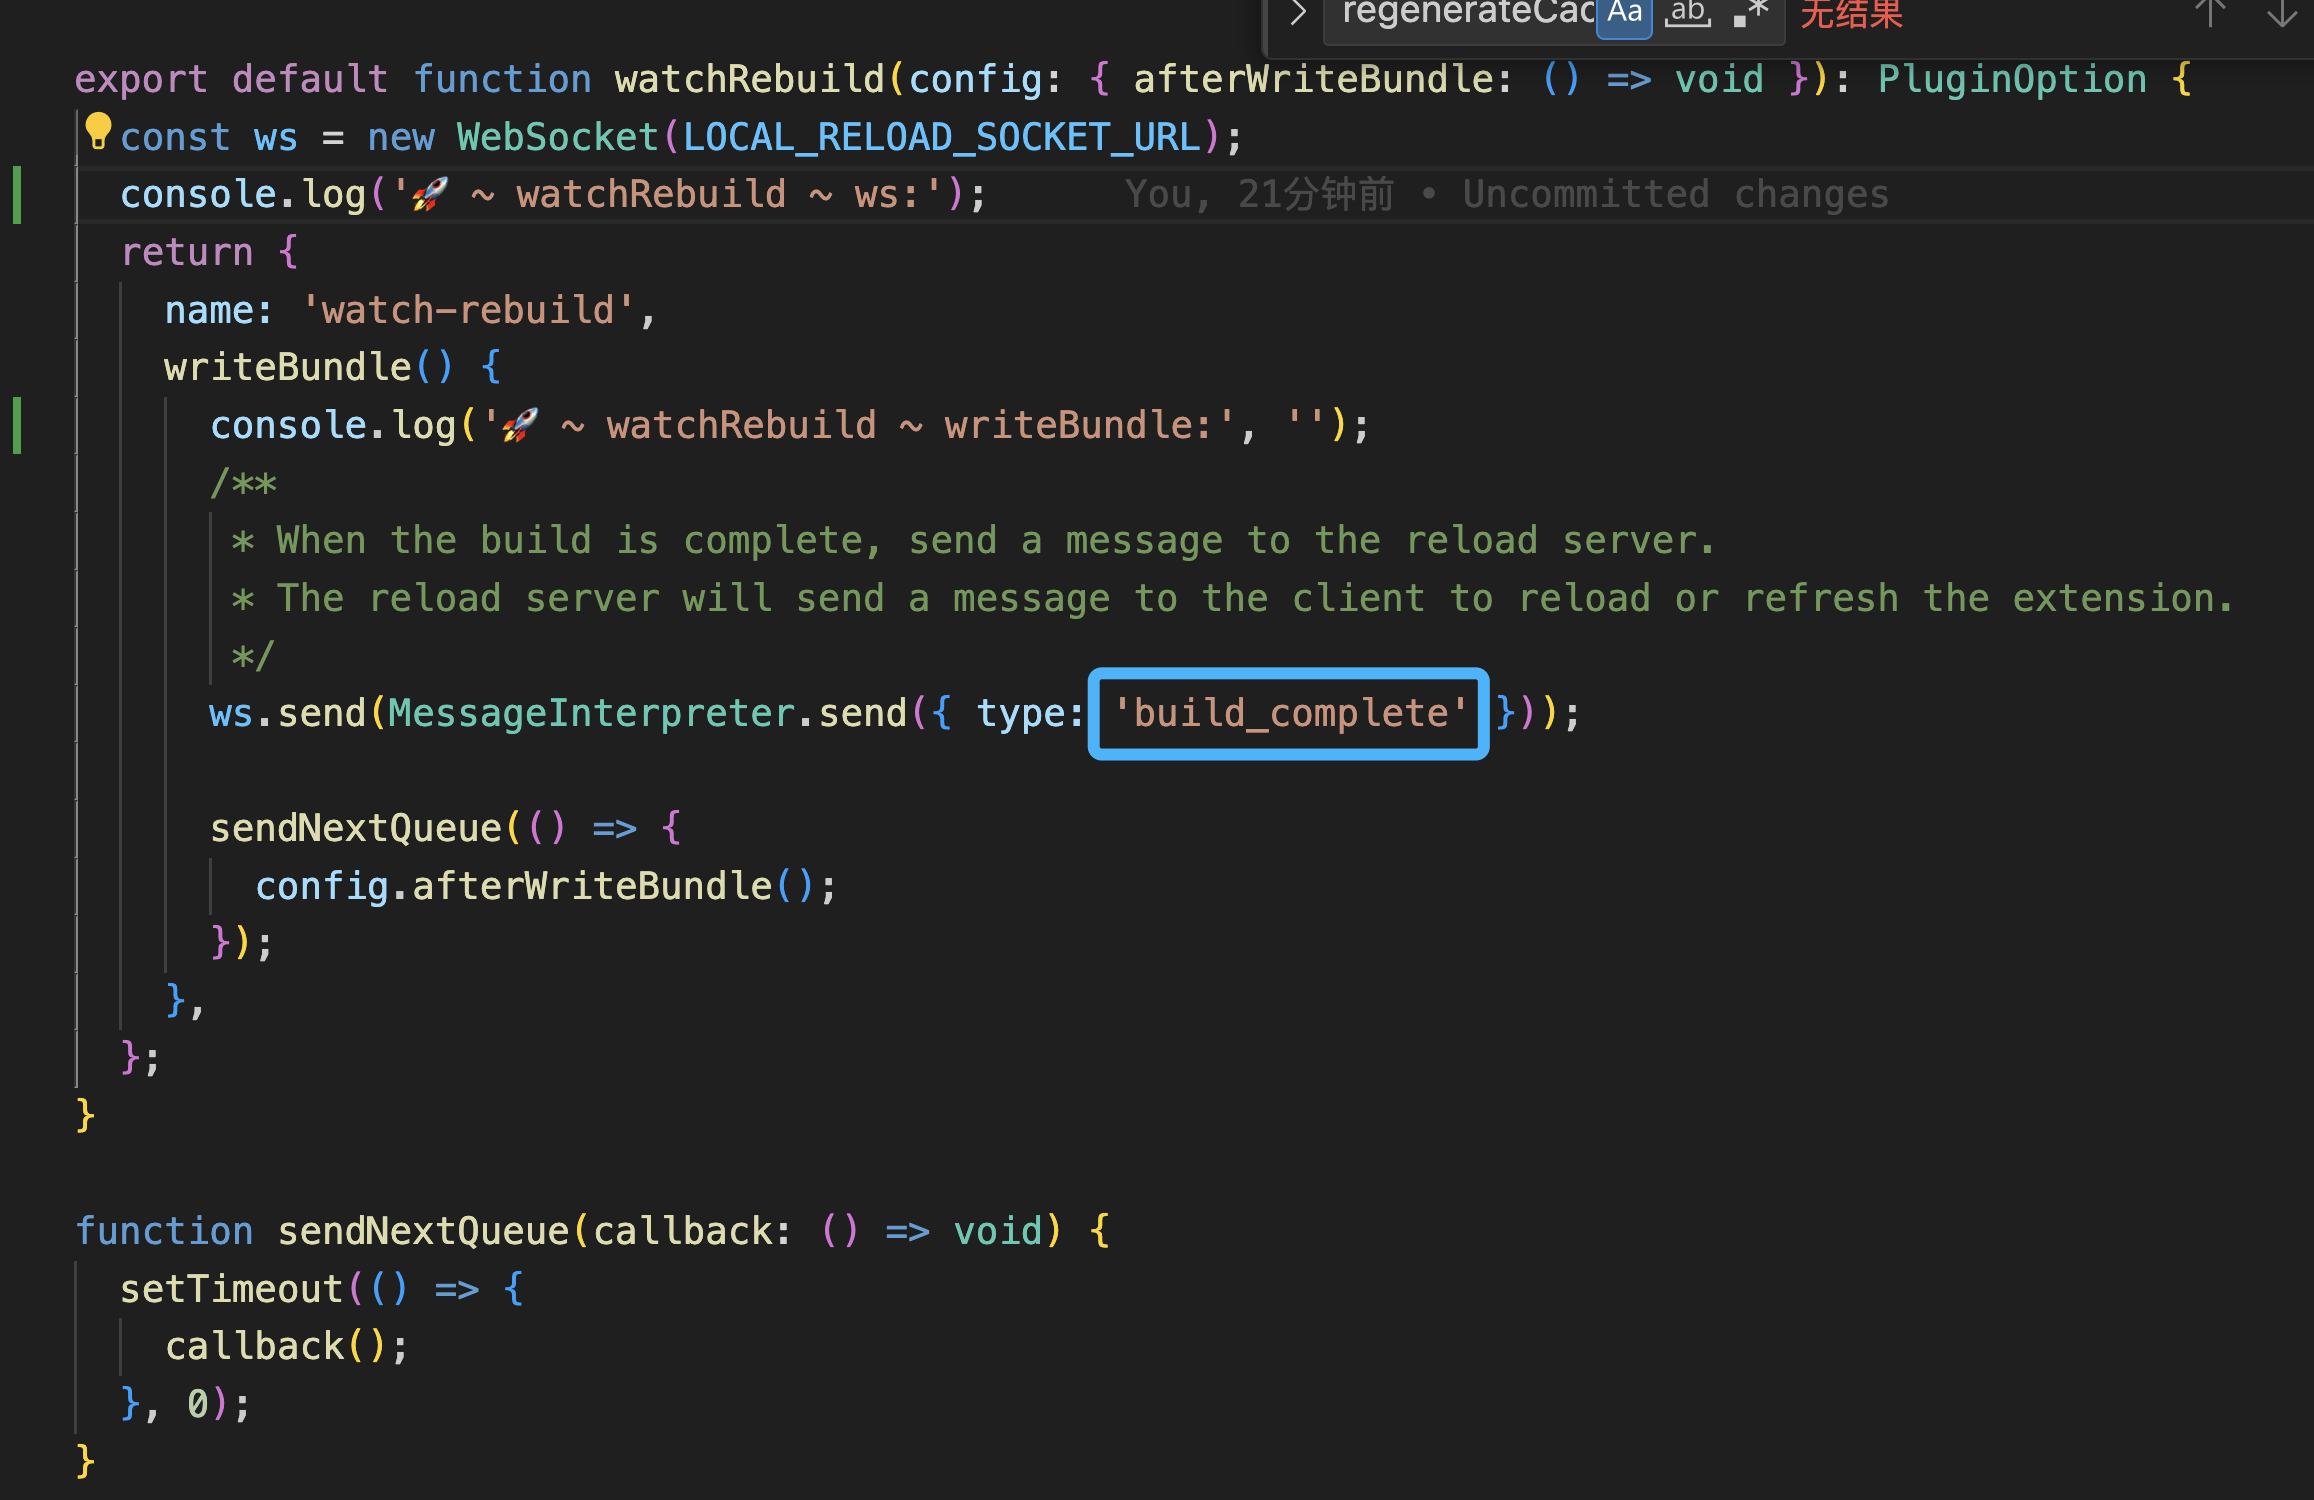 regenerateCac Aa ab .* 无结果
export default function watchRebuild(config: { afterWriteBundle: () => void }): PluginOption {
const ws = new WebSocket(LOCAL_RELOAD_SOCKET_URL);
console.log('🚀 ~ watchRebuild ~ ws:'); You, 21分钟前 • Uncommitted changes
return {
name: 'watch-rebuild',
writeBundle() {
console.log('🚀 ~ watchRebuild ~ writeBundle:', '');
/**
* When the build is complete, send a message to the reload server.
* The reload server will send a message to the client to reload or refresh the extension.
*/
ws.send(MessageInterpreter.send({ type: 'build_complete' }));
sendNextQueue(() => {
config.afterWriteBundle();
});
},
};
}
function sendNextQueue(callback: () => void) {
setTimeout(() => {
callback();
}, 0);
}